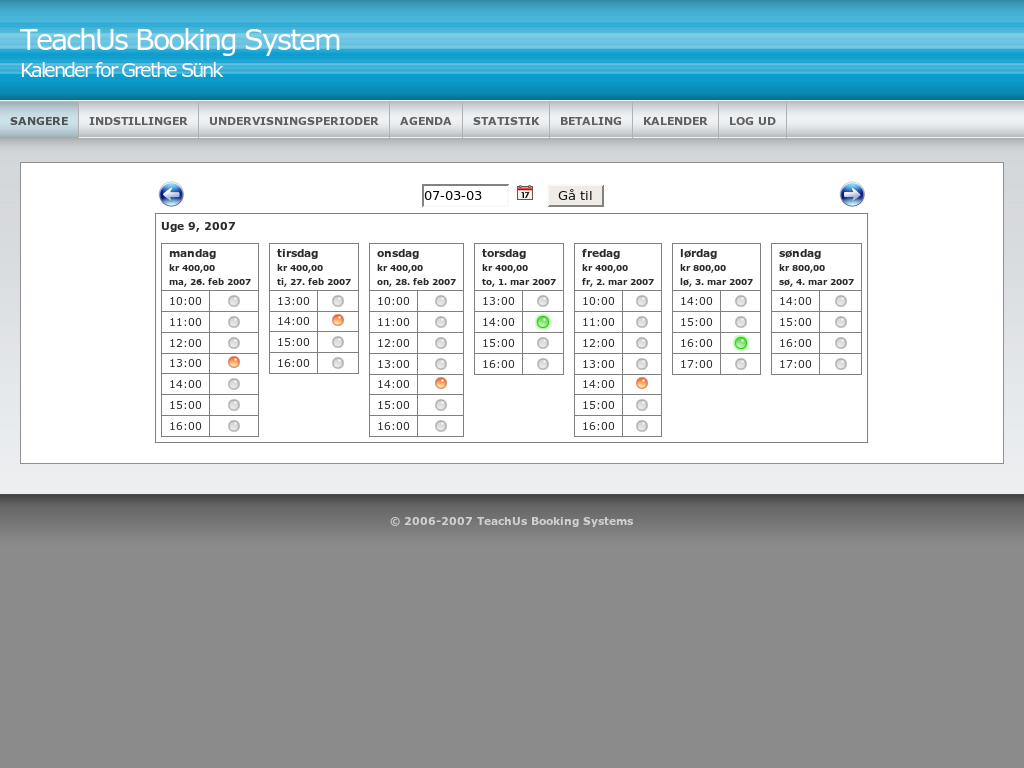 TeachUs Booking System
Kalender for Grethe Sünk
SANGERE INDSTILLINGER UNDERVISNINGSPERIODER AGENDA STATISTIK BETALING KALENDER LOG UD
07-03-03 17 Gå til
Uge 9, 2007
mandag
kr 400,00
ma, 26. feb 2007
10:00
11:00
12:00
13:00
14:00
15:00
16:00
tirsdag
kr 400,00
ti, 27. feb 2007
13:00
14:00
15:00
16:00
onsdag
kr 400,00
on, 28. feb 2007
10:00
11:00
12:00
13:00
14:00
15:00
16:00
torsdag
kr 400,00
to, 1. mar 2007
13:00
14:00
15:00
16:00
fredag
kr 400,00
fr, 2. mar 2007
10:00
11:00
12:00
13:00
14:00
15:00
16:00
lørdag
kr 800,00
lø, 3. mar 2007
14:00
15:00
16:00
17:00
søndag
kr 800,00
sø, 4. mar 2007
14:00
15:00
16:00
17:00
© 2006-2007 TeachUs Booking Systems